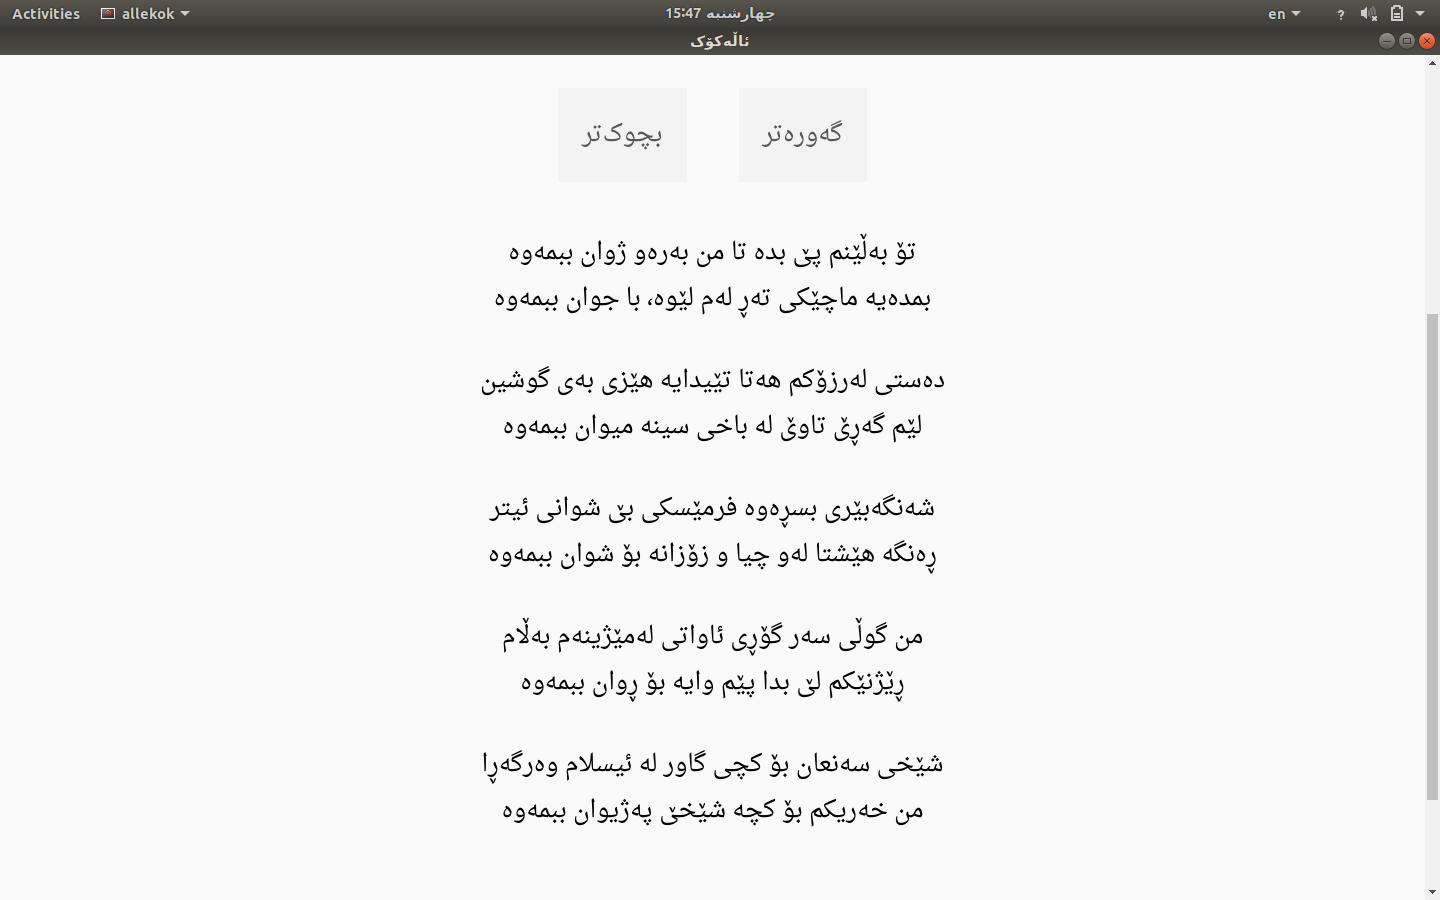 Activities
allekok
چهارشنبه 15:47
en
ئاڵەکۆک
بچوک‌تر
گەورەتر
تۆ بەڵێنم پێ بدە تا من بەرەو ژوان ببمەوە
بمدەیە ماچێکی تەڕ لەم لێوە، با جوان ببمەوە
دەستی لەرزۆکم هەتا تێیدایە هێزی بەی گوشین
لێم گەڕێ تاوێ لە باخی سینە میوان ببمەوە
شەنگەبێری بسڕەوە فرمێسکی بێ شوانی ئیتر
ڕەنگە هێشتا لەو چیا و زۆزانە بۆ شوان ببمەوە
من گوڵی سەر گۆڕی ئاواتی لەمێژینەم بەڵام
ڕێژنێکم لێ بدا پێم وایە بۆ ڕوان ببمەوە
شێخی سەنعان بۆ کچی گاور لە ئیسلام وەرگەڕا
من خەریکم بۆ کچە شێخێ پەژیوان ببمەوە